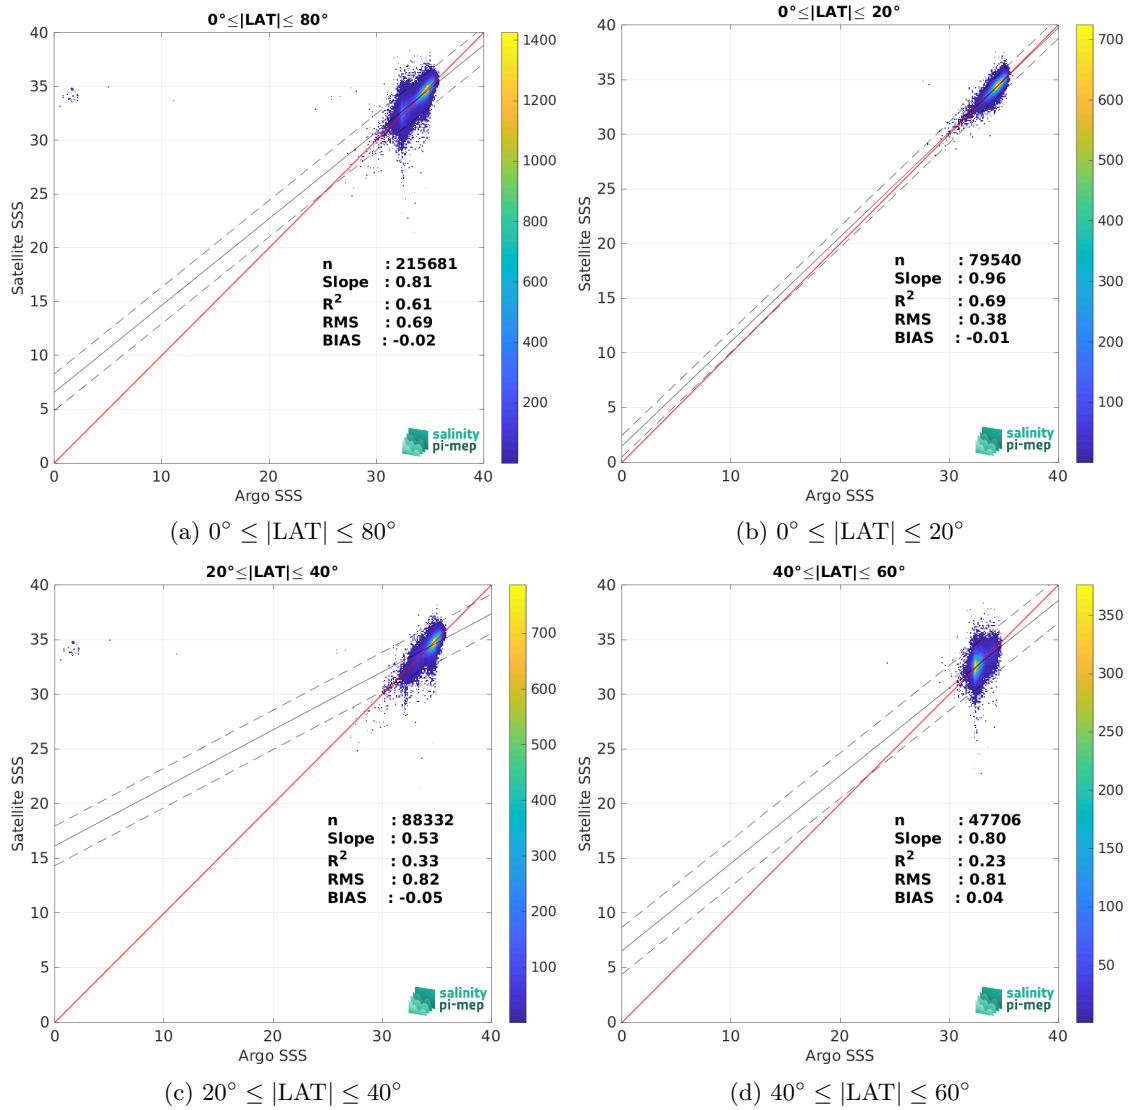 0°≤|LAT|≤ 80°
40
35
30
25
20
15
10
5
0
Satellite SSS
0
10
20
30
40
Argo SSS
1400
1200
1000
800
600
400
200
n : 215681
Slope : 0.81
R² : 0.61
RMS : 0.69
BIAS : -0.02
salinity
pi-mep
(a) 0° ≤ |LAT| ≤ 80°
0°≤|LAT|≤ 20°
40
35
30
25
20
15
10
5
0
Satellite SSS
0
10
20
30
40
Argo SSS
700
600
500
400
300
200
100
n : 79540
Slope : 0.96
R² : 0.69
RMS : 0.38
BIAS : -0.01
salinity
pi-mep
(b) 0° ≤ |LAT| ≤ 20°
20°≤|LAT|≤ 40°
40
35
30
25
20
15
10
5
0
Satellite SSS
0
10
20
30
40
Argo SSS
700
600
500
400
300
200
100
n : 88332
Slope : 0.53
R² : 0.33
RMS : 0.82
BIAS : -0.05
salinity
pi-mep
(c) 20° ≤ |LAT| ≤ 40°
40°≤|LAT|≤ 60°
40
35
30
25
20
15
10
5
0
Satellite SSS
0
10
20
30
40
Argo SSS
350
300
250
200
150
100
50
n : 47706
Slope : 0.80
R² : 0.23
RMS : 0.81
BIAS : 0.04
salinity
pi-mep
(d) 40° ≤ |LAT| ≤ 60°